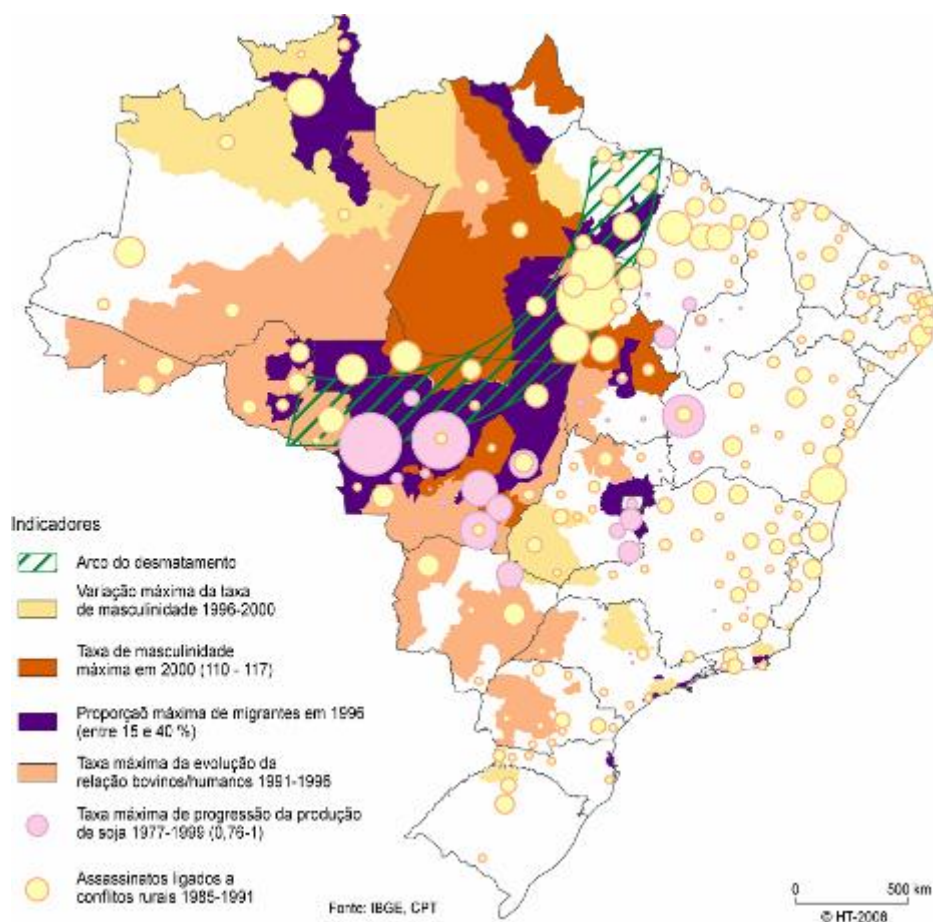 Indicadores
Arco do desmatamento
Variação máxima da taxa
de masculinidade 1996-2000
Taxa de masculinidade
máxima em 2000 (110 - 117)
Proporçaõ máxima de migrantes em 1996
(entre 15 e 40 %)
Taxa máxima da evolução da
relação bovinos/humanos 1991-1996
Taxa máxima de progressão da produção
de soja 1977-1999 (0,76-1)
Assassinatos ligados a
conflitos rurais 1985-1991
Fonte: IBGE, CPT
0 500 km
© HT-2008